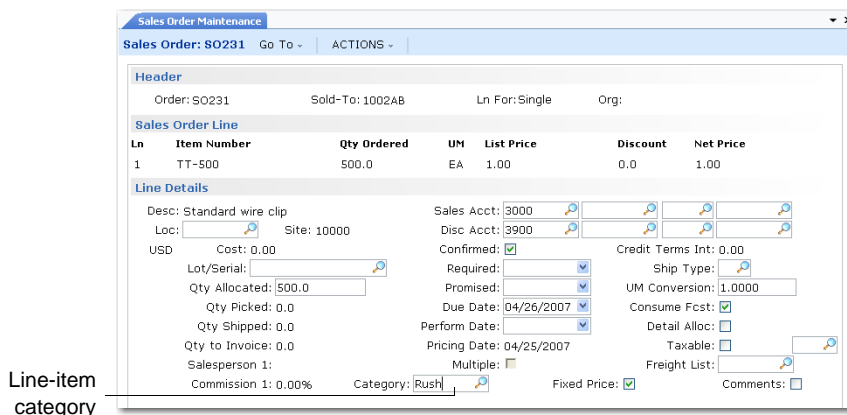 Sales Order Maintenance
Sales Order: SO231 Go To ACTIONS
Header
Order: SO231 Sold-To: 1002AB Ln For: Single Org:
Sales Order Line
Ln Item Number Qty Ordered UM List Price Discount Net Price
1 TT-500 500.0 EA 1.00 0.0 1.00
Line Details
Desc: Standard wire clip Sales Acct: 3000
Loc: Site: 10000 Disc Acct: 3900
USD Cost: 0.00 Confirmed: Credit Terms Int: 0.00
Lot/Serial: Required: Ship Type:
Qty Allocated: 500.0 Promised: UM Conversion: 1.0000
Qty Picked: 0.0 Due Date: 04/26/2007 Consume Fcst:
Qty Shipped: 0.0 Perform Date: Detail Alloc:
Qty to Invoice: 0.0 Pricing Date: 04/25/2007 Taxable:
Salesperson 1: Multiple: Freight List:
Commission 1: 0.00% Category: Rush Fixed Price: Comments:
Line-item
category